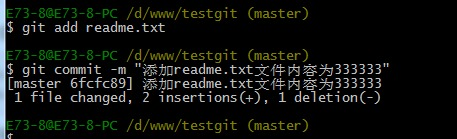 E73-8@E73-8-PC /d/www/testgit (master)
$ git add readme.txt
E73-8@E73-8-PC /d/www/testgit (master)
$ git commit -m "添加readme.txt文件内容为333333"
[master 6fcfc89] 添加readme.txt文件内容为333333
1 file changed, 2 insertions(+), 1 deletion(-)
E73-8@E73-8-PC /d/www/testgit (master)
$